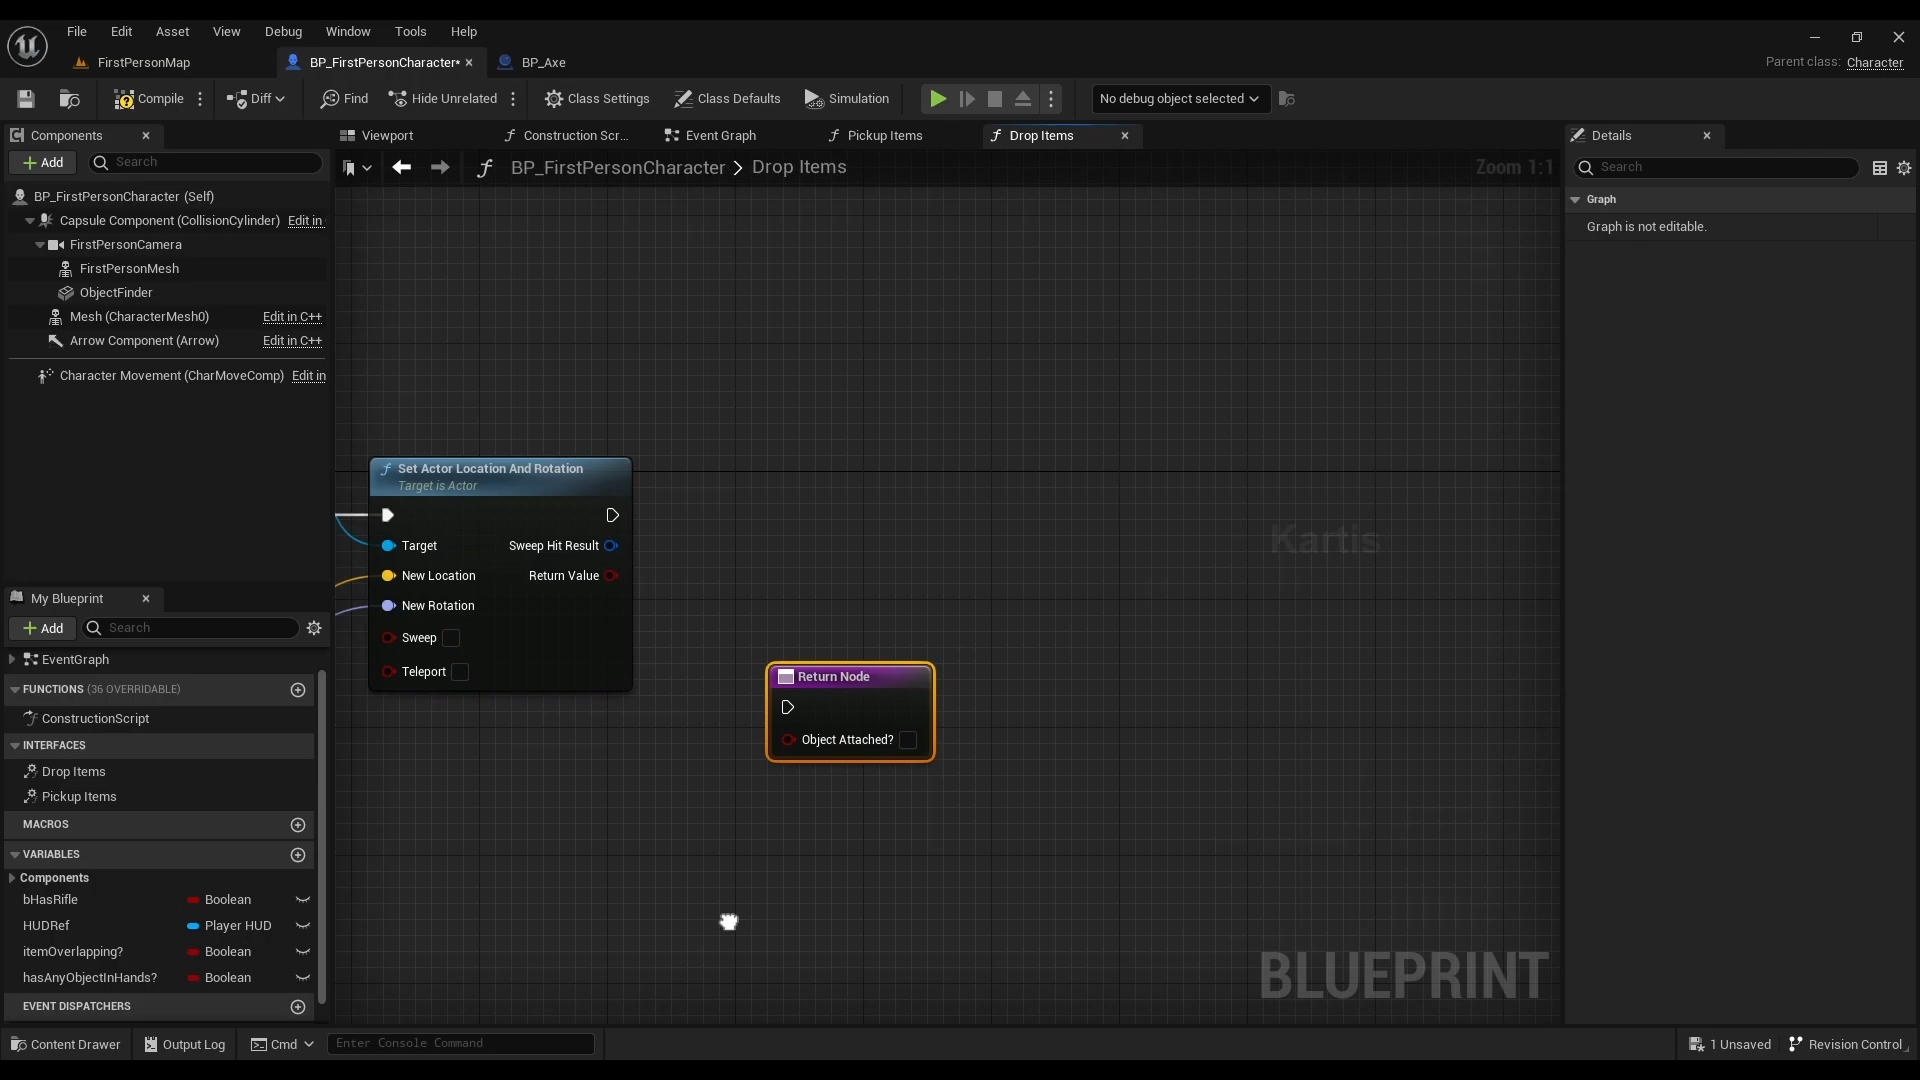 File Edit Asset View Debug Window Tools Help
FirstPersonMap BP_FirstPersonCharacter* BP_Axe Parent class: Character
Compile Diff Find Hide Unrelated Class Settings Class Defaults Simulation No debug object selected
Components Viewport Construction Scr... Event Graph Pickup Items Drop Items Details
Add Search BP_FirstPersonCharacter > Drop Items Zoom 1:1 Search
BP_FirstPersonCharacter (Self) Graph
Capsule Component (CollisionCylinder) Edit in Graph is not editable.
FirstPersonCamera
FirstPersonMesh
ObjectFinder
Mesh (CharacterMesh0) Edit in C++
Arrow Component (Arrow) Edit in C++
Character Movement (CharMoveComp) Edit in
Set Actor Location And Rotation
Target is Actor
Target Sweep Hit Result
New Location Return Value
New Rotation
Sweep
Teleport
Kartis
Return Node
Object Attached?
My Blueprint
Add Search
EventGraph
FUNCTIONS (36 OVERRIDABLE)
ConstructionScript
INTERFACES
Drop Items
Pickup Items
MACROS
VARIABLES
Components
bHasRifle Boolean
HUDRef Player HUD
itemOverlapping? Boolean
hasAnyObjectInHands? Boolean
EVENT DISPATCHERS
BLUEPRINT
Content Drawer Output Log Cmd Enter Console Command 1 Unsaved Revision Control